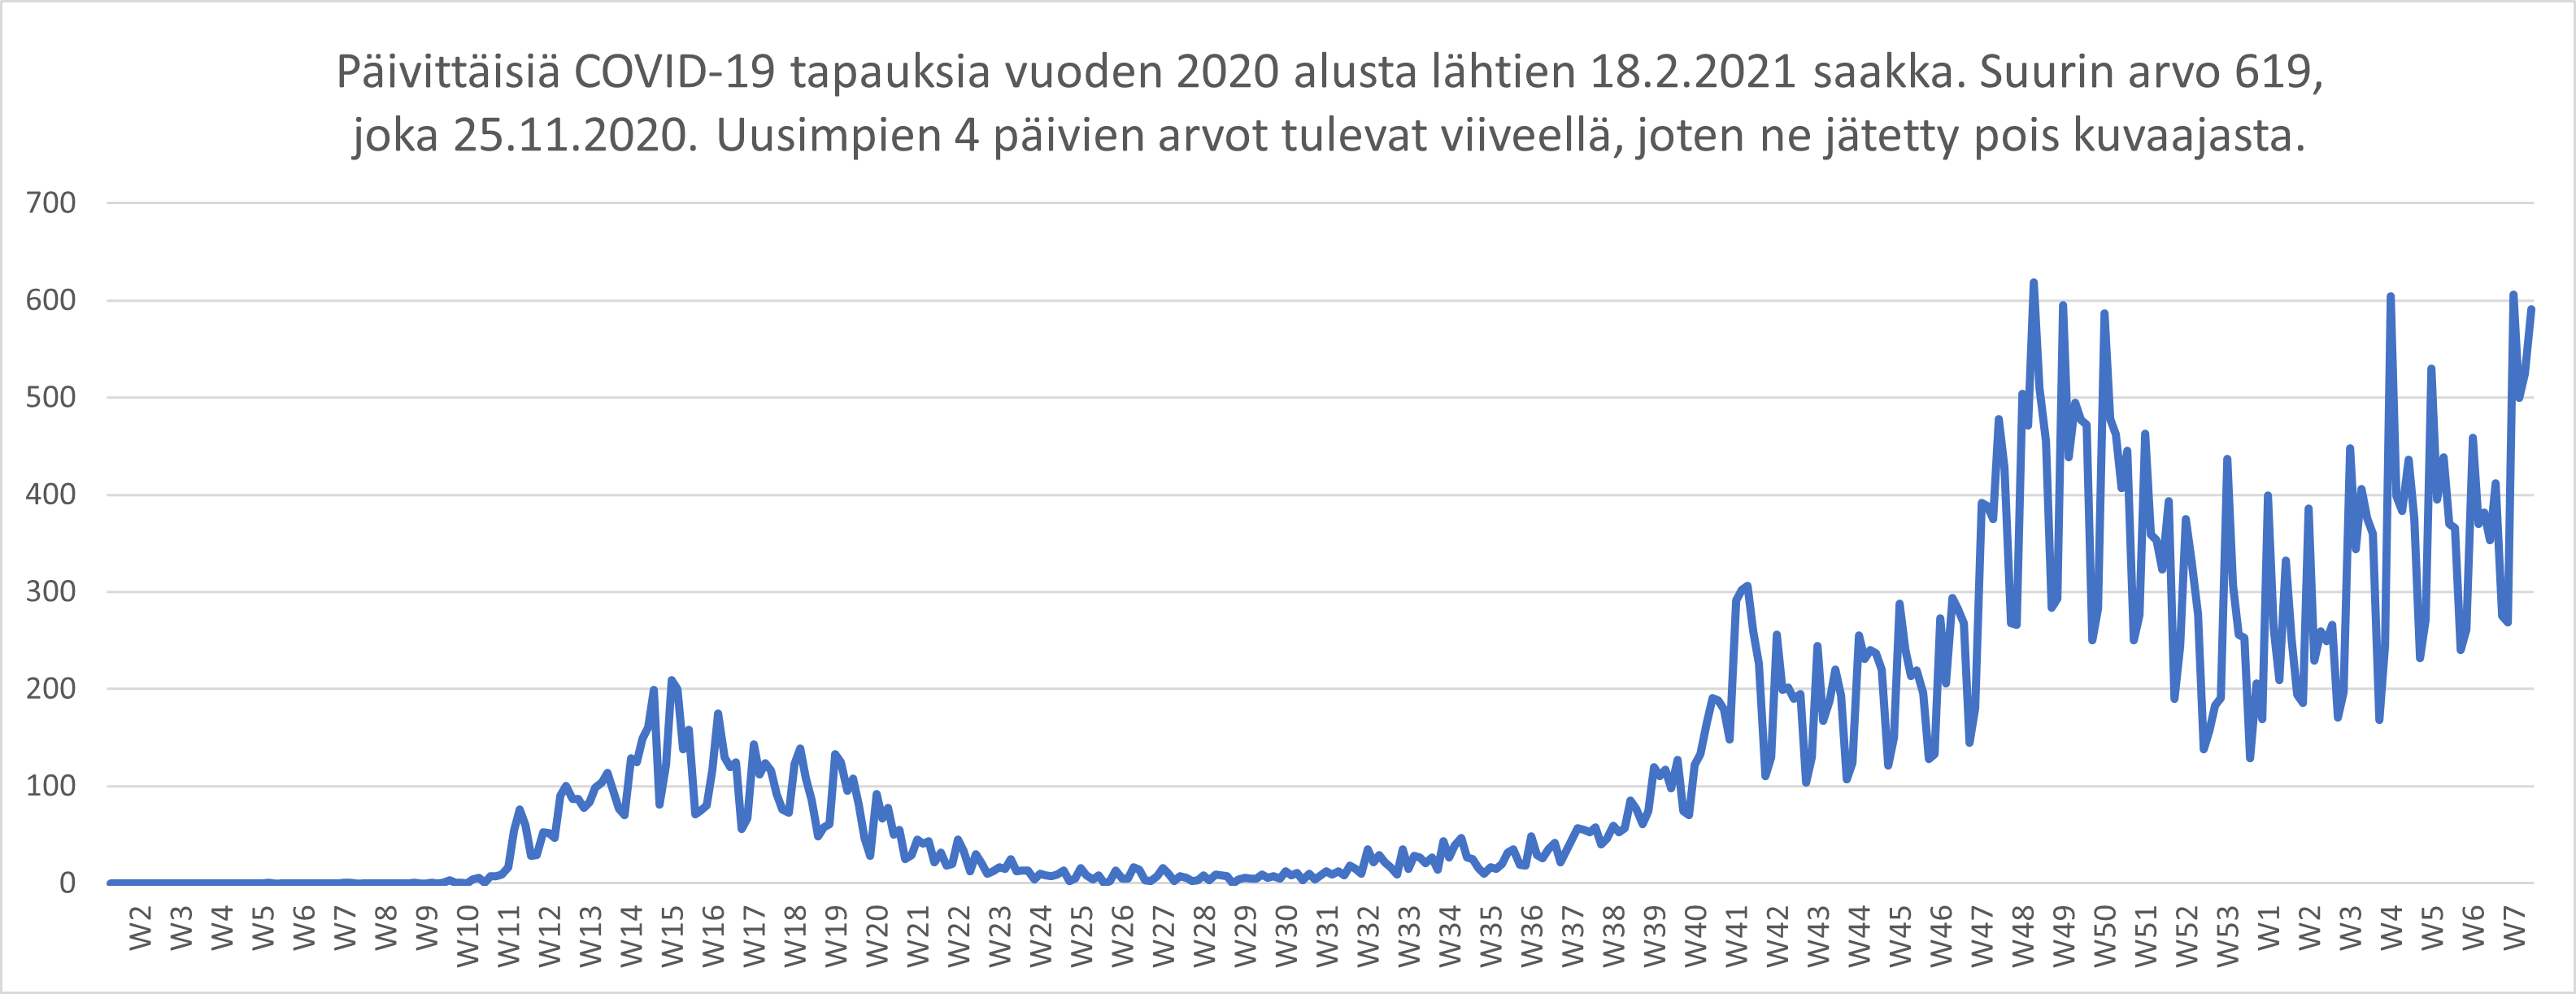 Päivittäisiä COVID-19 tapauksia vuoden 2020 alusta lähtien 18.2.2021 saakka. Suurin arvo 619,
joka 25.11.2020. Uusimpien 4 päivien arvot tulevat viiveellä, joten ne jätetty pois kuvaajasta.
700
600
500
400
300
200
100
0
W2 W3 W4 W5 W6 W7 W8 W9 W10 W11 W12 W13 W14 W15 W16 W17 W18 W19 W20 W21 W22 W23 W24 W25 W26 W27 W28 W29 W30 W31 W32 W33 W34 W35 W36 W37 W38 W39 W40 W41 W42 W43 W44 W45 W46 W47 W48 W49 W50 W51 W52 W53 W1 W2 W3 W4 W5 W6 W7